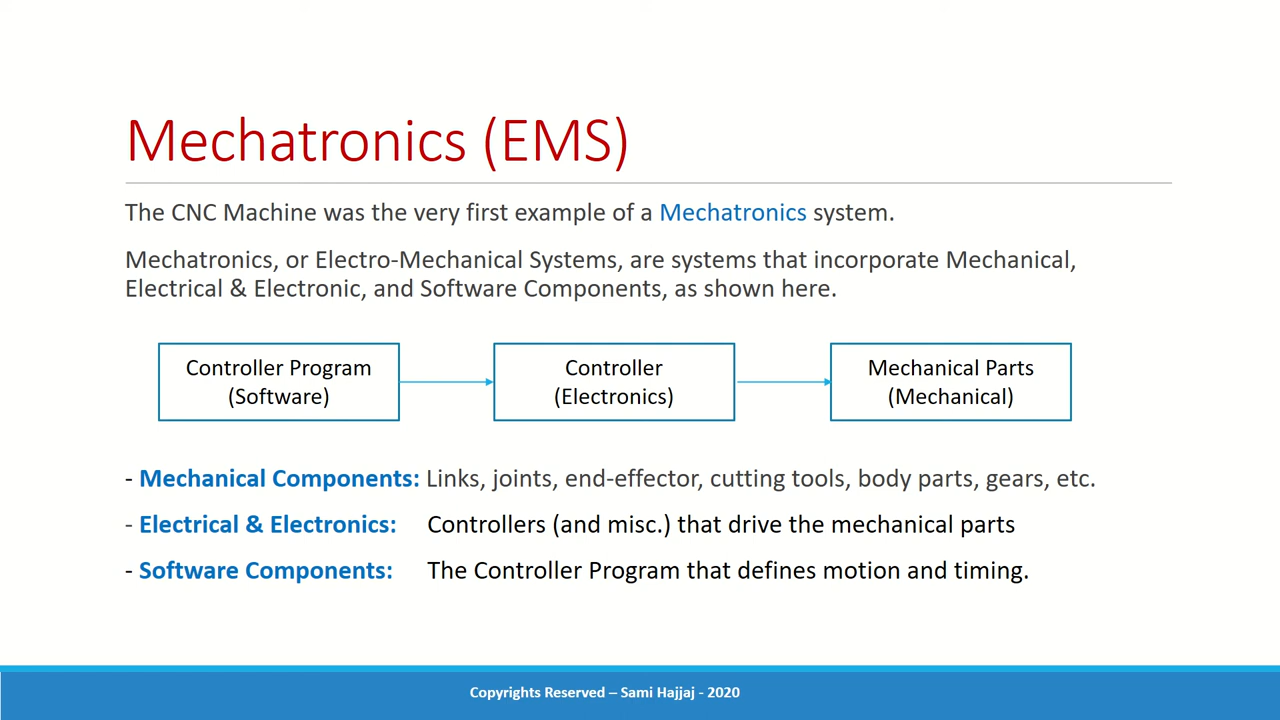 Mechatronics (EMS)
The CNC Machine was the very first example of a Mechatronics system.
Mechatronics, or Electro-Mechanical Systems, are systems that incorporate Mechanical,
Electrical & Electronic, and Software Components, as shown here.
Controller Program
(Software)
Controller
(Electronics)
Mechanical Parts
(Mechanical)
- Mechanical Components: Links, joints, end-effector, cutting tools, body parts, gears, etc.
- Electrical & Electronics: Controllers (and misc.) that drive the mechanical parts
- Software Components: The Controller Program that defines motion and timing.
Copyrights Reserved – Sami Hajjaj - 2020